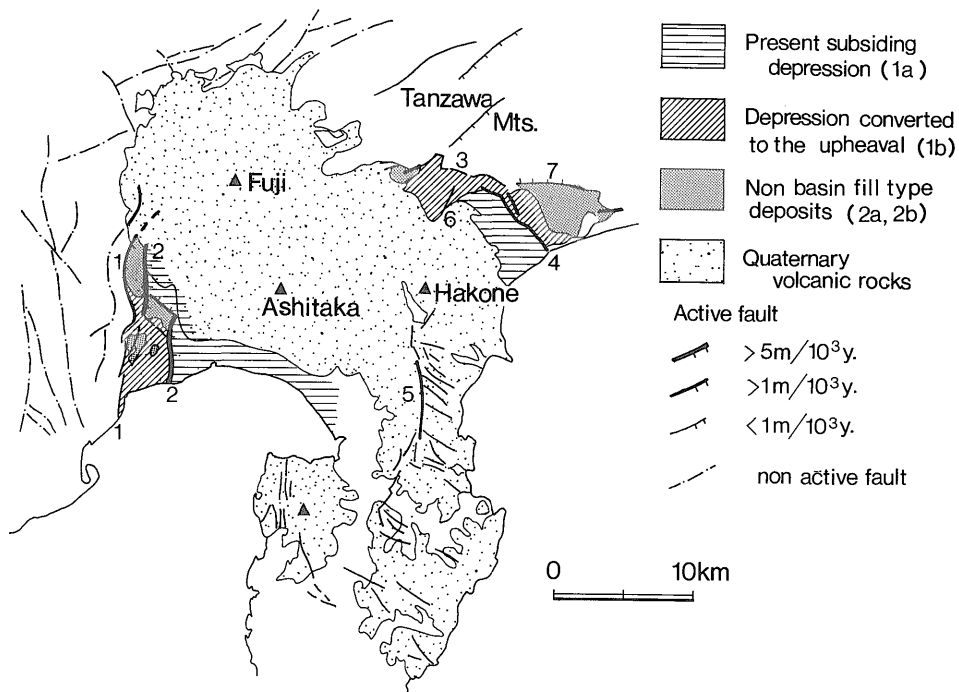 Tanzawa
Mts.
Fuji
Ashitaka
Hakone
1
2
2
1
3
6
7
4
5
0 10km
Present subsiding
depression (1a)
Depression converted
to the upheaval (1b)
Non basin fill type
deposits (2a, 2b)
Quaternary
volcanic rocks
Active fault
>5m/10³y.
>1m/10³y.
<1m/10³y.
non active fault